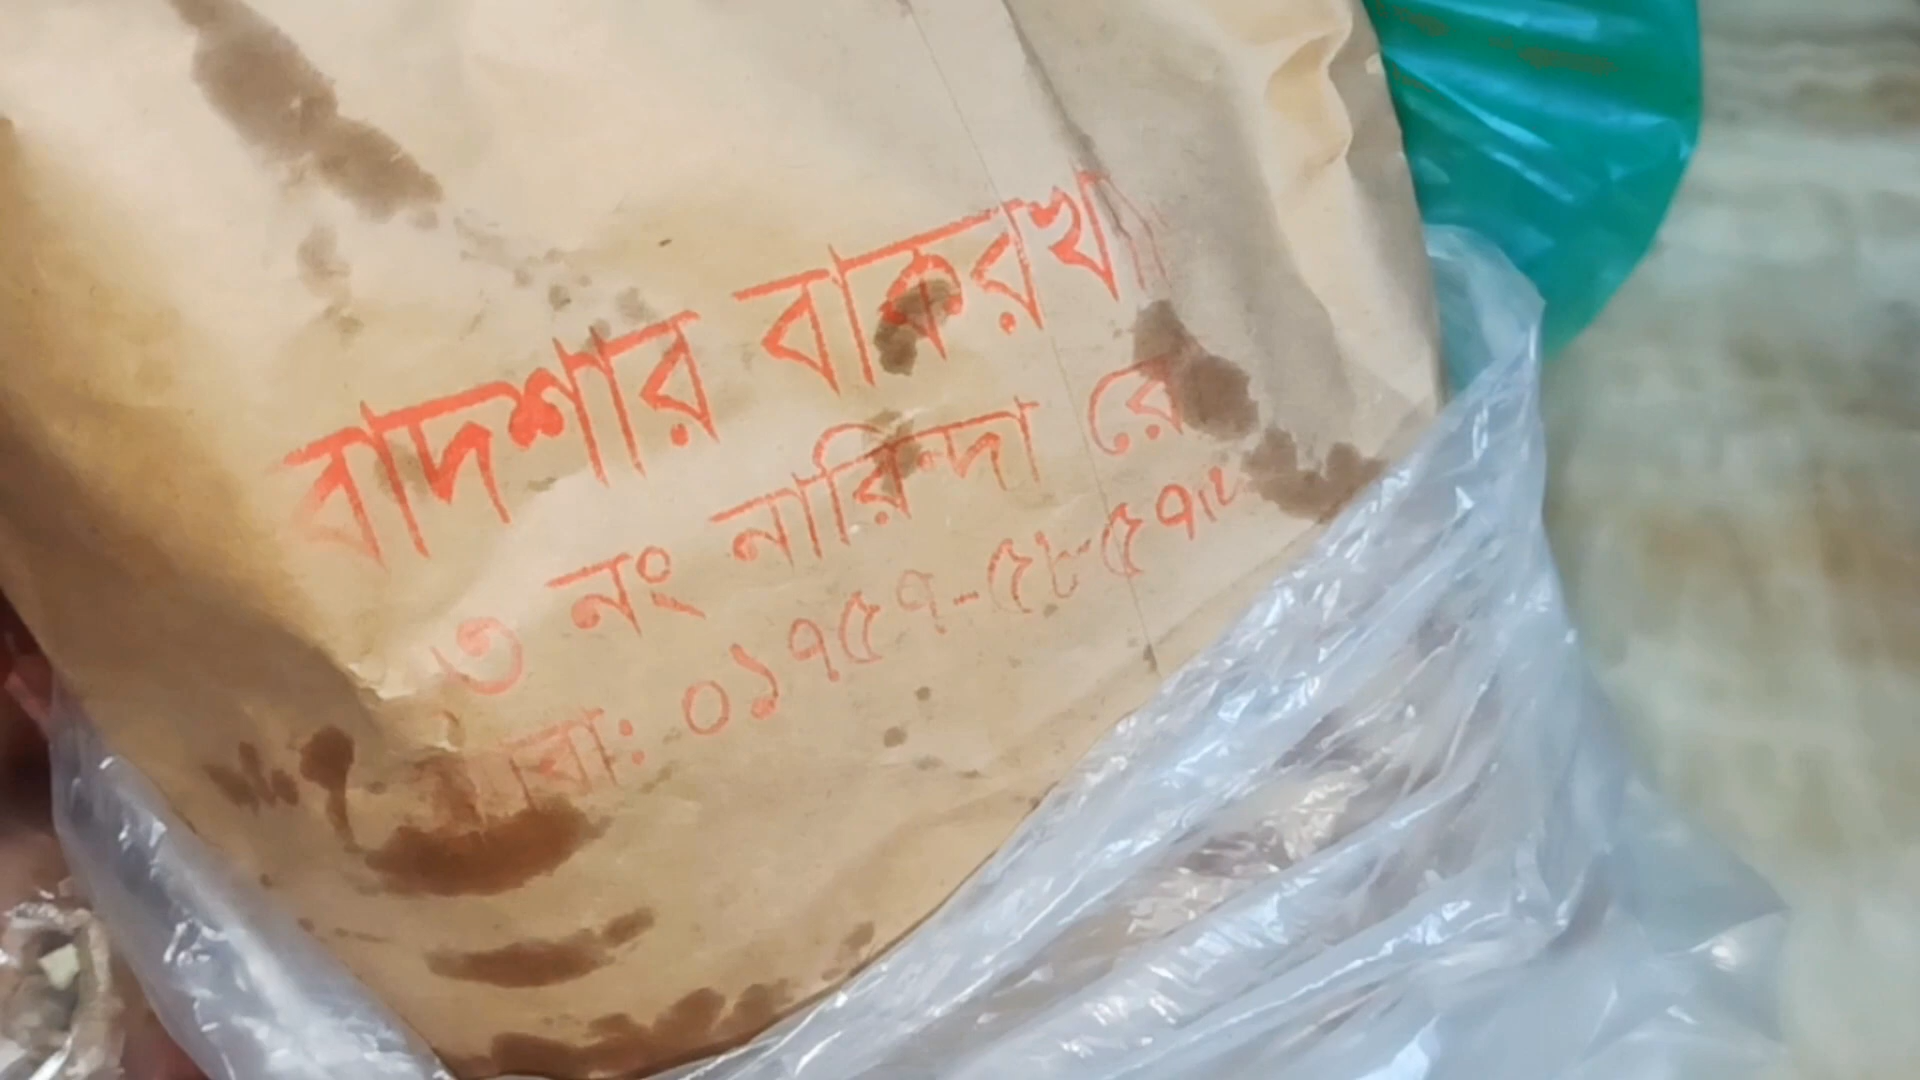 বাদশার বাকরখা
৩ নং নারিন্দা রো
মোবা: ০১৭৫৭-৫৮৫৭